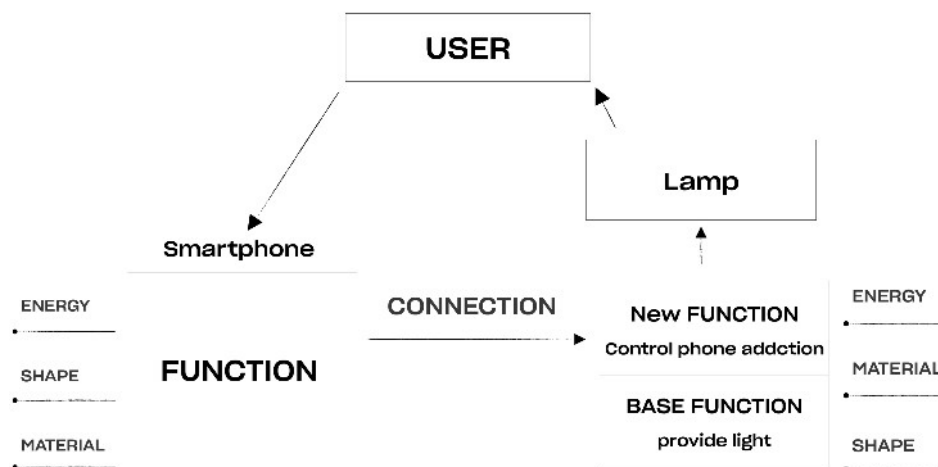 USER
Lamp
Smartphone
ENERGY
SHAPE
MATERIAL
FUNCTION
CONNECTION
New FUNCTION
Control phone addction
BASE FUNCTION
provide light
ENERGY
MATERIAL
SHAPE